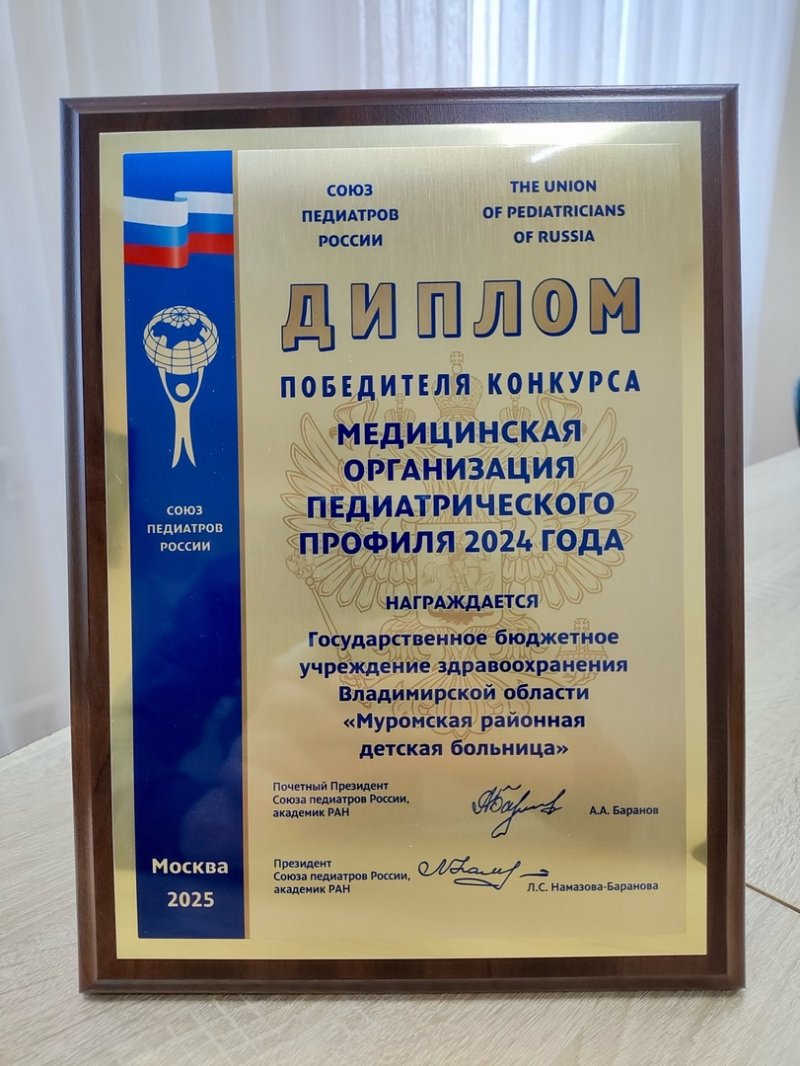 СОЮЗ
ПЕДИАТРОВ
РОССИИ
THE UNION
OF PEDIATRICIANS
OF RUSSIA
ДИПЛОМ
ПОБЕДИТЕЛЯ КОНКУРСА
МЕДИЦИНСКАЯ
ОРГАНИЗАЦИЯ
ПЕДИАТРИЧЕСКОГО
ПРОФИЛЯ 2024 ГОДА
НАГРАЖДАЕТСЯ
Государственное бюджетное
учреждение здравоохранения
Владимирской области
«Муромская районная
детская больница»
Почетный Президент
Союза педиатров России,
академик РАН
А.А. Баранов
Президент
Союза педиатров России,
академик РАН
Л.С. Намазова-Баранова
СОЮЗ
ПЕДИАТРОВ
РОССИИ
Москва
2025